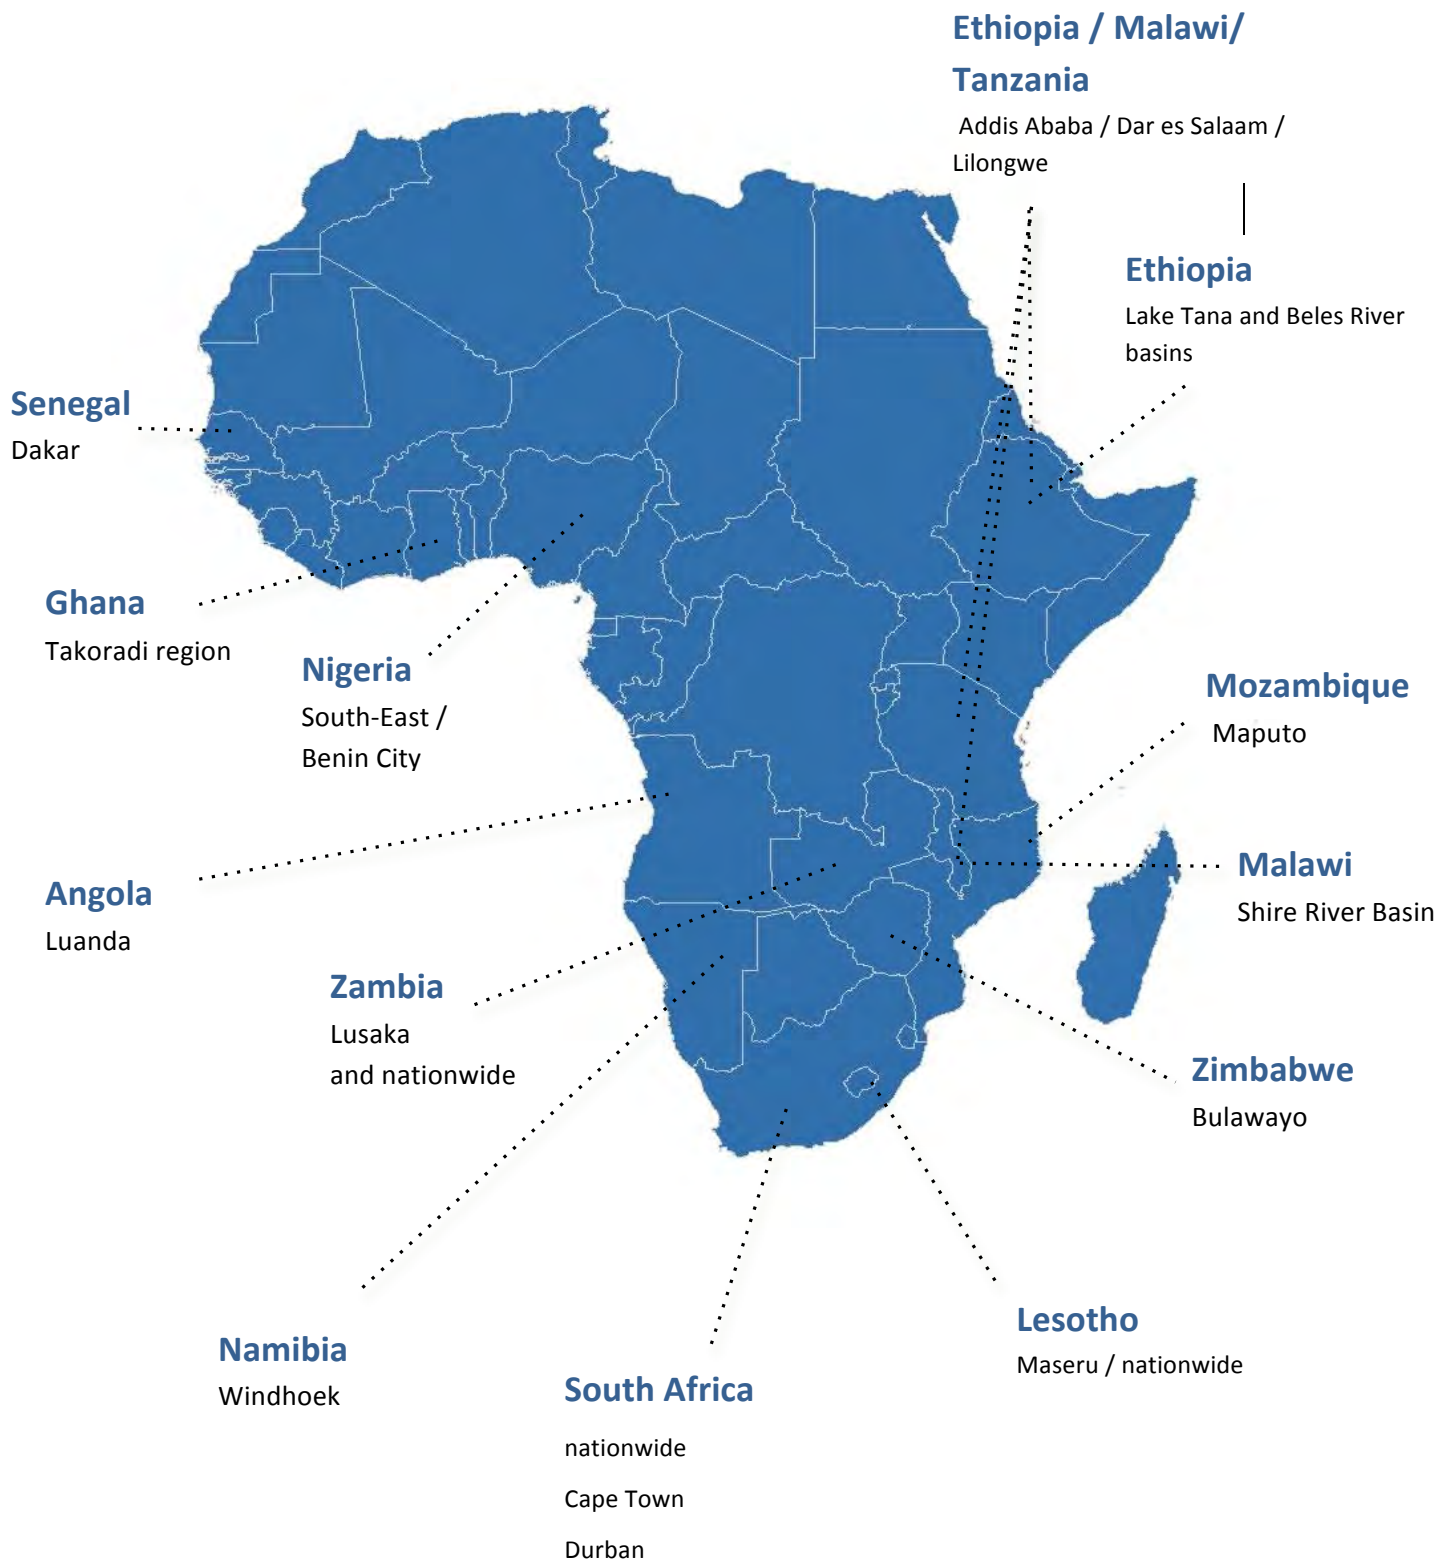 Ethiopia / Malawi/
Tanzania
Addis Ababa / Dar es Salaam /
Lilongwe
Ethiopia
Lake Tana and Beles River
basins
Senegal
Dakar
Ghana
Takoradi region
Nigeria
South-East /
Benin City
Mozambique
Maputo
Malawi
Shire River Basin
Angola
Luanda
Zambia
Lusaka
and nationwide
Zimbabwe
Bulawayo
Lesotho
Maseru / nationwide
Namibia
Windhoek
South Africa
nationwide
Cape Town
Durban